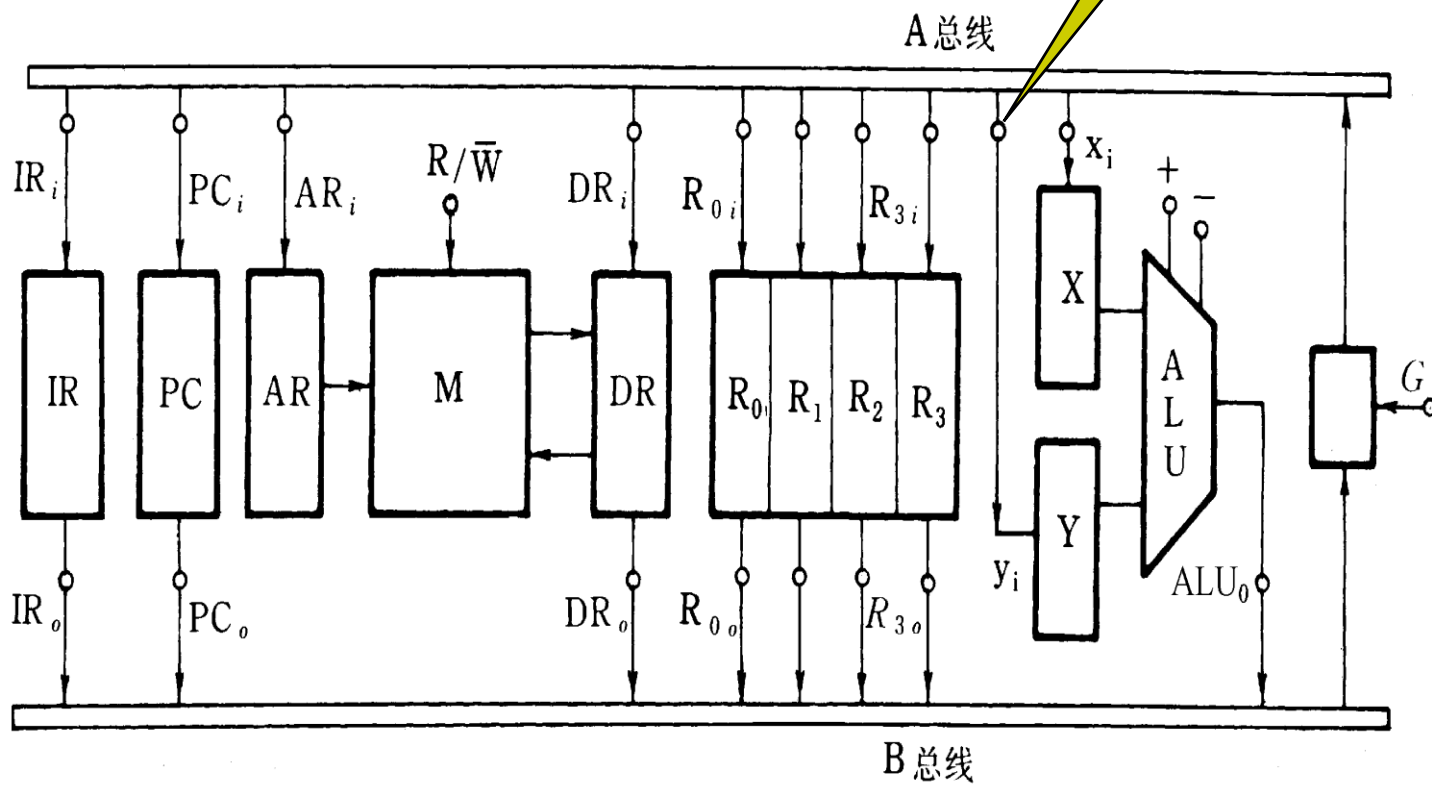 A总线
IRᵢ
PCᵢ
ARᵢ
R/W̅
DRᵢ
R₀ᵢ
R₃ᵢ
xᵢ
+
−
IR
PC
AR
M
DR
R₀
R₁
R₂
R₃
X
Y
ALU
G
IRₒ
PCₒ
DRₒ
R₀ₒ
R₃ₒ
yᵢ
ALU₀
B总线